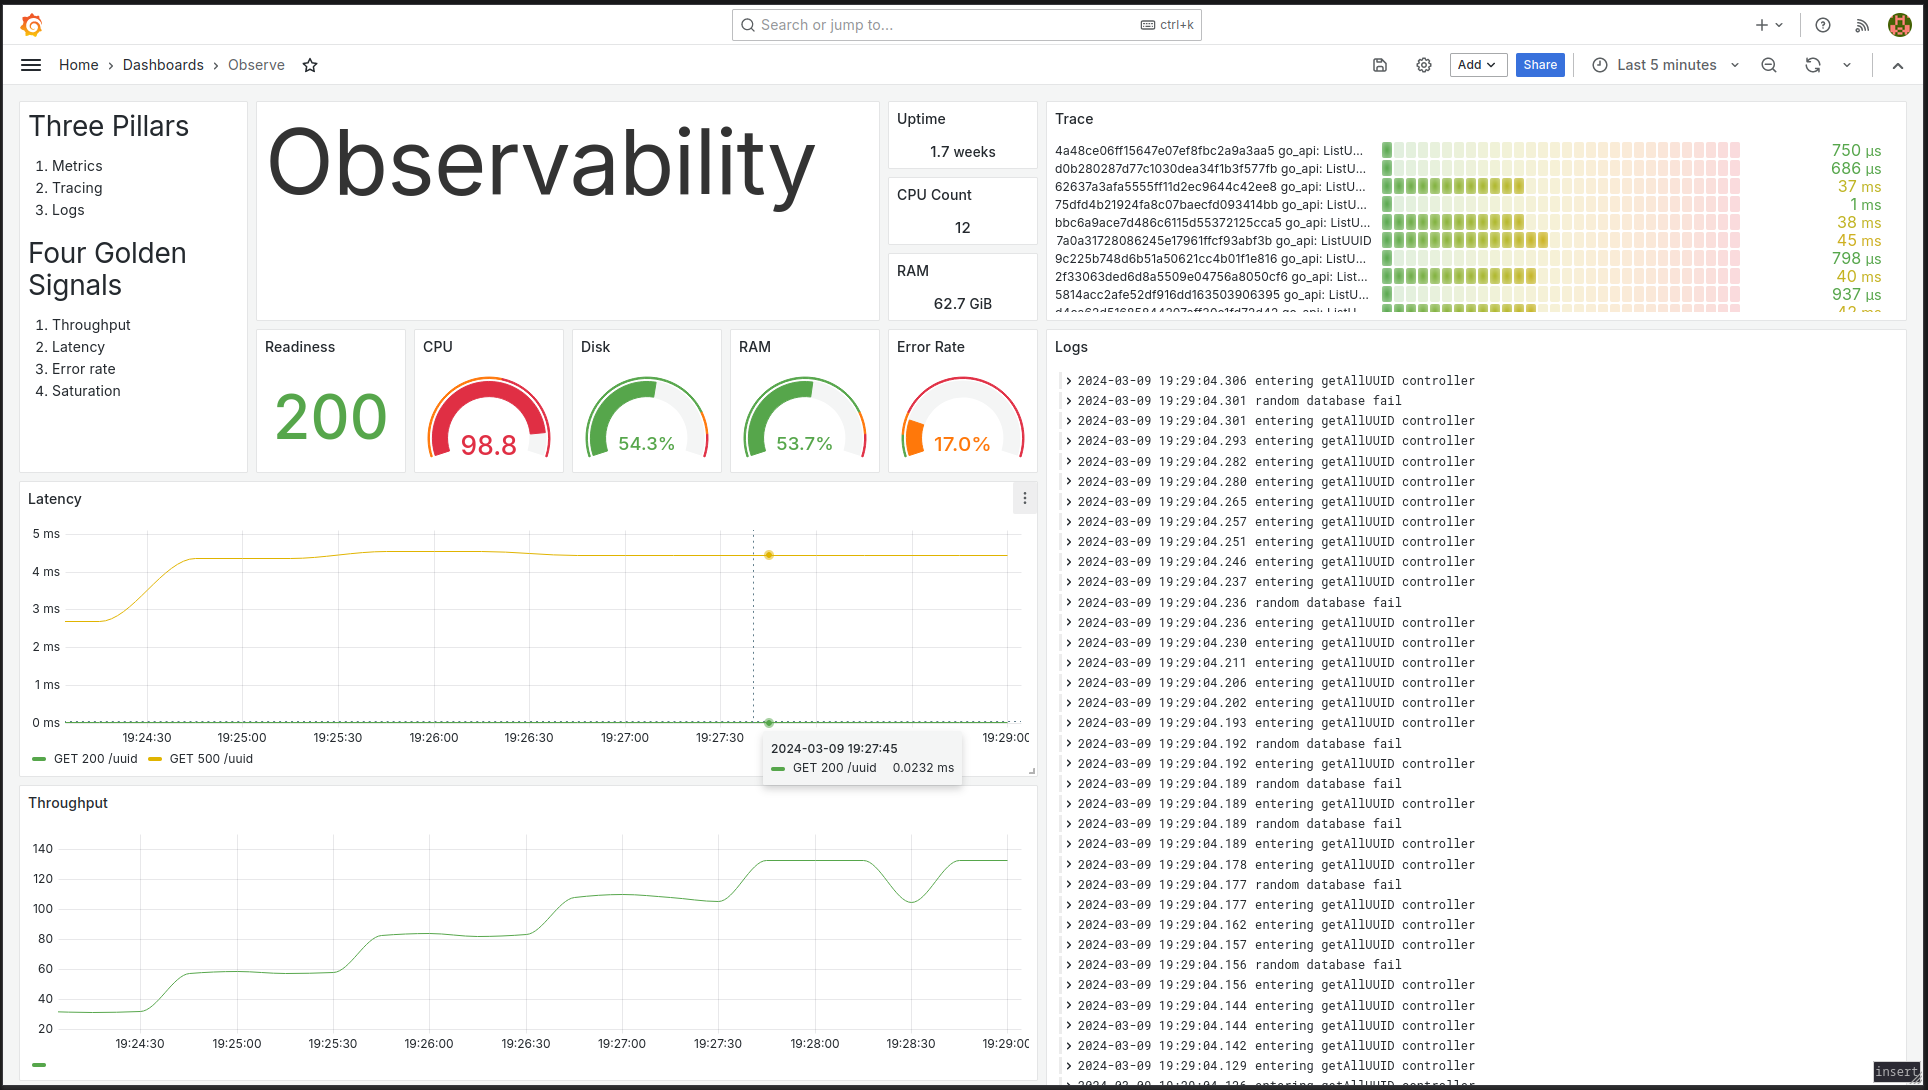 Search or jump to...
ctrl+k
Home
Dashboards
Observe
Add
Share
Last 5 minutes
Three Pillars
1. Metrics
2. Tracing
3. Logs
Four Golden
Signals
1. Throughput
2. Latency
3. Error rate
4. Saturation
Observability
Uptime
1.7 weeks
CPU Count
12
RAM
62.7 GiB
Trace
4a48ce06ff15647e07ef8fbc2a9a3aa5 go_api: ListU... 750 µs
d0b280287d77c1030dea34f1b3f577fb go_api: ListU... 686 µs
62637a3afa5555ff11d2ec9644c42ee8 go_api: ListU... 37 ms
75dfd4b21924fa8c07baecfd093414bb go_api: ListU... 1 ms
bbc6a9ace7d486c6115d55372125cca5 go_api: ListU... 38 ms
7a0a31728086245e17961ffcf93abf3b go_api: ListUUID 45 ms
9c225b748d6b51a50621cc4b01f1e816 go_api: ListU... 798 µs
2f33063ded6d8a5509e04756a8050cf6 go_api: List... 40 ms
5814acc2afe52df916dd163503906395 go_api: ListU... 937 µs
go_api: ListU... 42 ms
Readiness
200
CPU
98.8
Disk
54.3%
RAM
53.7%
Error Rate
17.0%
Latency
5 ms
4 ms
3 ms
2 ms
1 ms
0 ms
19:24:30 19:25:00 19:25:30 19:26:00 19:26:30 19:27:00 19:27:30 19:29:00
GET 200 /uuid GET 500 /uuid
2024-03-09 19:27:45
GET 200 /uuid 0.0232 ms
Throughput
140
120
100
80
60
40
20
19:24:30 19:25:00 19:25:30 19:26:00 19:26:30 19:27:00 19:27:30 19:28:00 19:28:30 19:29:00
Logs
2024-03-09 19:29:04.306 entering getAllUUID controller
2024-03-09 19:29:04.301 random database fail
2024-03-09 19:29:04.301 entering getAllUUID controller
2024-03-09 19:29:04.293 entering getAllUUID controller
2024-03-09 19:29:04.282 entering getAllUUID controller
2024-03-09 19:29:04.280 entering getAllUUID controller
2024-03-09 19:29:04.265 entering getAllUUID controller
2024-03-09 19:29:04.257 entering getAllUUID controller
2024-03-09 19:29:04.251 entering getAllUUID controller
2024-03-09 19:29:04.246 entering getAllUUID controller
2024-03-09 19:29:04.237 entering getAllUUID controller
2024-03-09 19:29:04.236 random database fail
2024-03-09 19:29:04.236 entering getAllUUID controller
2024-03-09 19:29:04.230 entering getAllUUID controller
2024-03-09 19:29:04.211 entering getAllUUID controller
2024-03-09 19:29:04.206 entering getAllUUID controller
2024-03-09 19:29:04.202 entering getAllUUID controller
2024-03-09 19:29:04.193 entering getAllUUID controller
2024-03-09 19:29:04.192 random database fail
2024-03-09 19:29:04.192 entering getAllUUID controller
2024-03-09 19:29:04.189 random database fail
2024-03-09 19:29:04.189 entering getAllUUID controller
2024-03-09 19:29:04.189 random database fail
2024-03-09 19:29:04.189 entering getAllUUID controller
2024-03-09 19:29:04.178 entering getAllUUID controller
2024-03-09 19:29:04.177 random database fail
2024-03-09 19:29:04.177 entering getAllUUID controller
2024-03-09 19:29:04.162 entering getAllUUID controller
2024-03-09 19:29:04.157 entering getAllUUID controller
2024-03-09 19:29:04.156 random database fail
2024-03-09 19:29:04.156 entering getAllUUID controller
2024-03-09 19:29:04.144 entering getAllUUID controller
2024-03-09 19:29:04.144 entering getAllUUID controller
2024-03-09 19:29:04.142 entering getAllUUID controller
2024-03-09 19:29:04.129 entering getAllUUID controller
2024-03-09 19:29:04.126 entering getAllUUID controller
insert